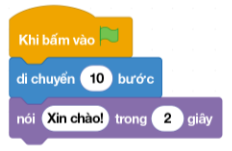 Khi bấm vào
di chuyển 10 bước
nói Xin chào! trong 2 giây